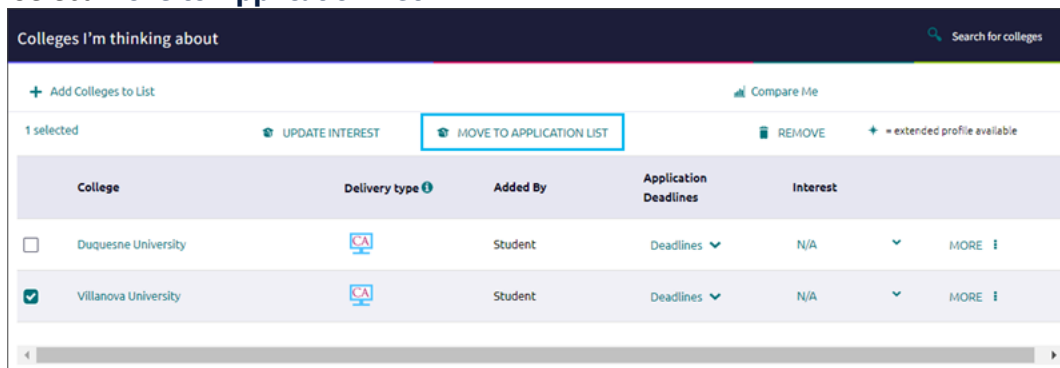 Colleges I'm thinking about
Search for colleges
+ Add Colleges to List
Compare Me
1 selected
UPDATE INTEREST
MOVE TO APPLICATION LIST
REMOVE
= extended profile available
College
Delivery type
Added By
Application
Deadlines
Interest
Duquesne University
CA
Student
Deadlines
N/A
MORE
Villanova University
CA
Student
Deadlines
N/A
MORE